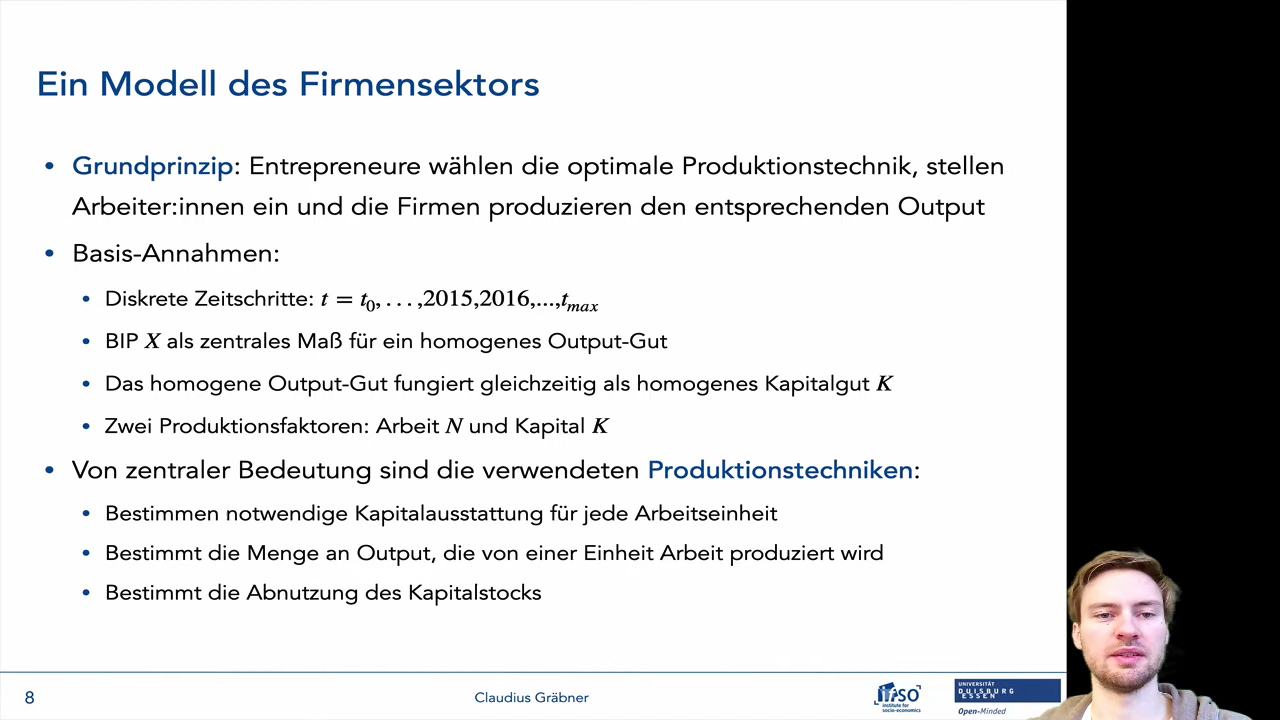 Ein Modell des Firmensektors
• Grundprinzip: Entrepreneure wählen die optimale Produktionstechnik, stellen
Arbeiter:innen ein und die Firmen produzieren den entsprechenden Output
• Basis-Annahmen:
• Diskrete Zeitschritte: t = t₀, . . . ,2015,2016,...,tₘₐₓ
• BIP X als zentrales Maß für ein homogenes Output-Gut
• Das homogene Output-Gut fungiert gleichzeitig als homogenes Kapitalgut K
• Zwei Produktionsfaktoren: Arbeit N und Kapital K
• Von zentraler Bedeutung sind die verwendeten Produktionstechniken:
• Bestimmen notwendige Kapitalausstattung für jede Arbeitseinheit
• Bestimmt die Menge an Output, die von einer Einheit Arbeit produziert wird
• Bestimmt die Abnutzung des Kapitalstocks
8
Claudius Gräbner
ifso
institute for
socio-economics
UNIVERSITÄT
DUISBURG
ESSEN
Open-Minded